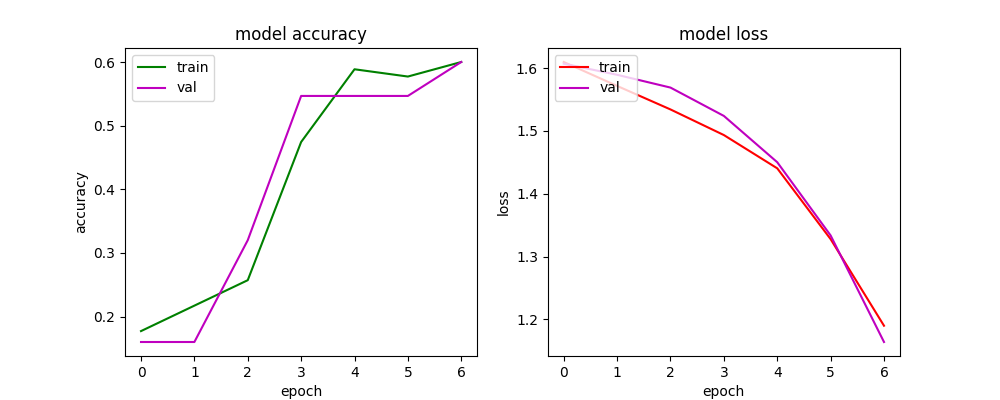 model accuracy
train
val
0.6
0.5
0.4
0.3
0.2
accuracy
0 1 2 3 4 5 6
epoch
model loss
train
val
1.6
1.5
1.4
1.3
1.2
loss
0 1 2 3 4 5 6
epoch